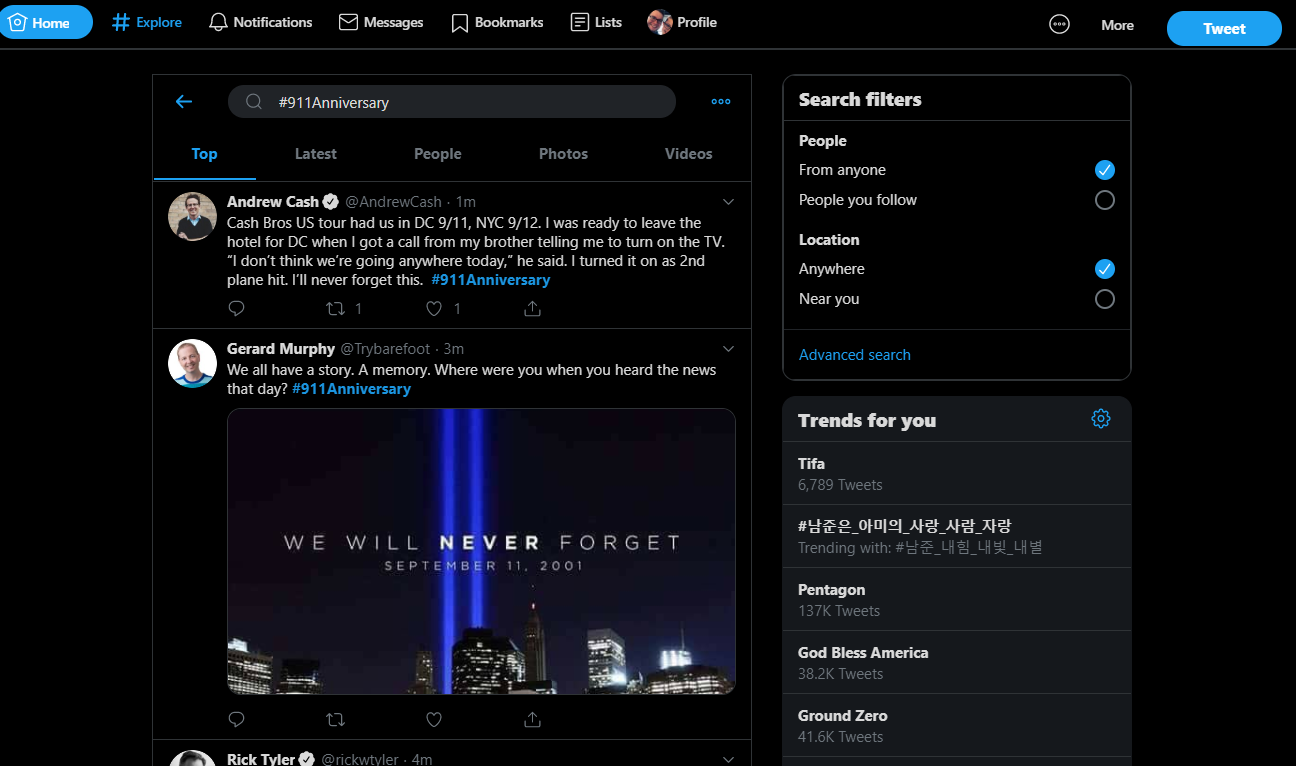 Home
Explore
Notifications
Messages
Bookmarks
Lists
Profile
More
Tweet
#911Anniversary
Top
Latest
People
Photos
Videos
Andrew Cash @AndrewCash · 1m
Cash Bros US tour had us in DC 9/11, NYC 9/12. I was ready to leave the
hotel for DC when I got a call from my brother telling me to turn on the TV.
“I don’t think we’re going anywhere today,” he said. I turned it on as 2nd
plane hit. I’ll never forget this. #911Anniversary
1
1
Gerard Murphy @Trybarefoot · 3m
We all have a story. A memory. Where were you when you heard the news
that day? #911Anniversary
WE WILL NEVER FORGET
SEPTEMBER 11, 2001
Rick Tyler @rickwtyler · 4m
Search filters
People
From anyone
People you follow
Location
Anywhere
Near you
Advanced search
Trends for you
Tifa
6,789 Tweets
#남준은_아미의_사랑_사람_자랑
Trending with: #남준_내힘_내빛_내별
Pentagon
137K Tweets
God Bless America
38.2K Tweets
Ground Zero
41.6K Tweets